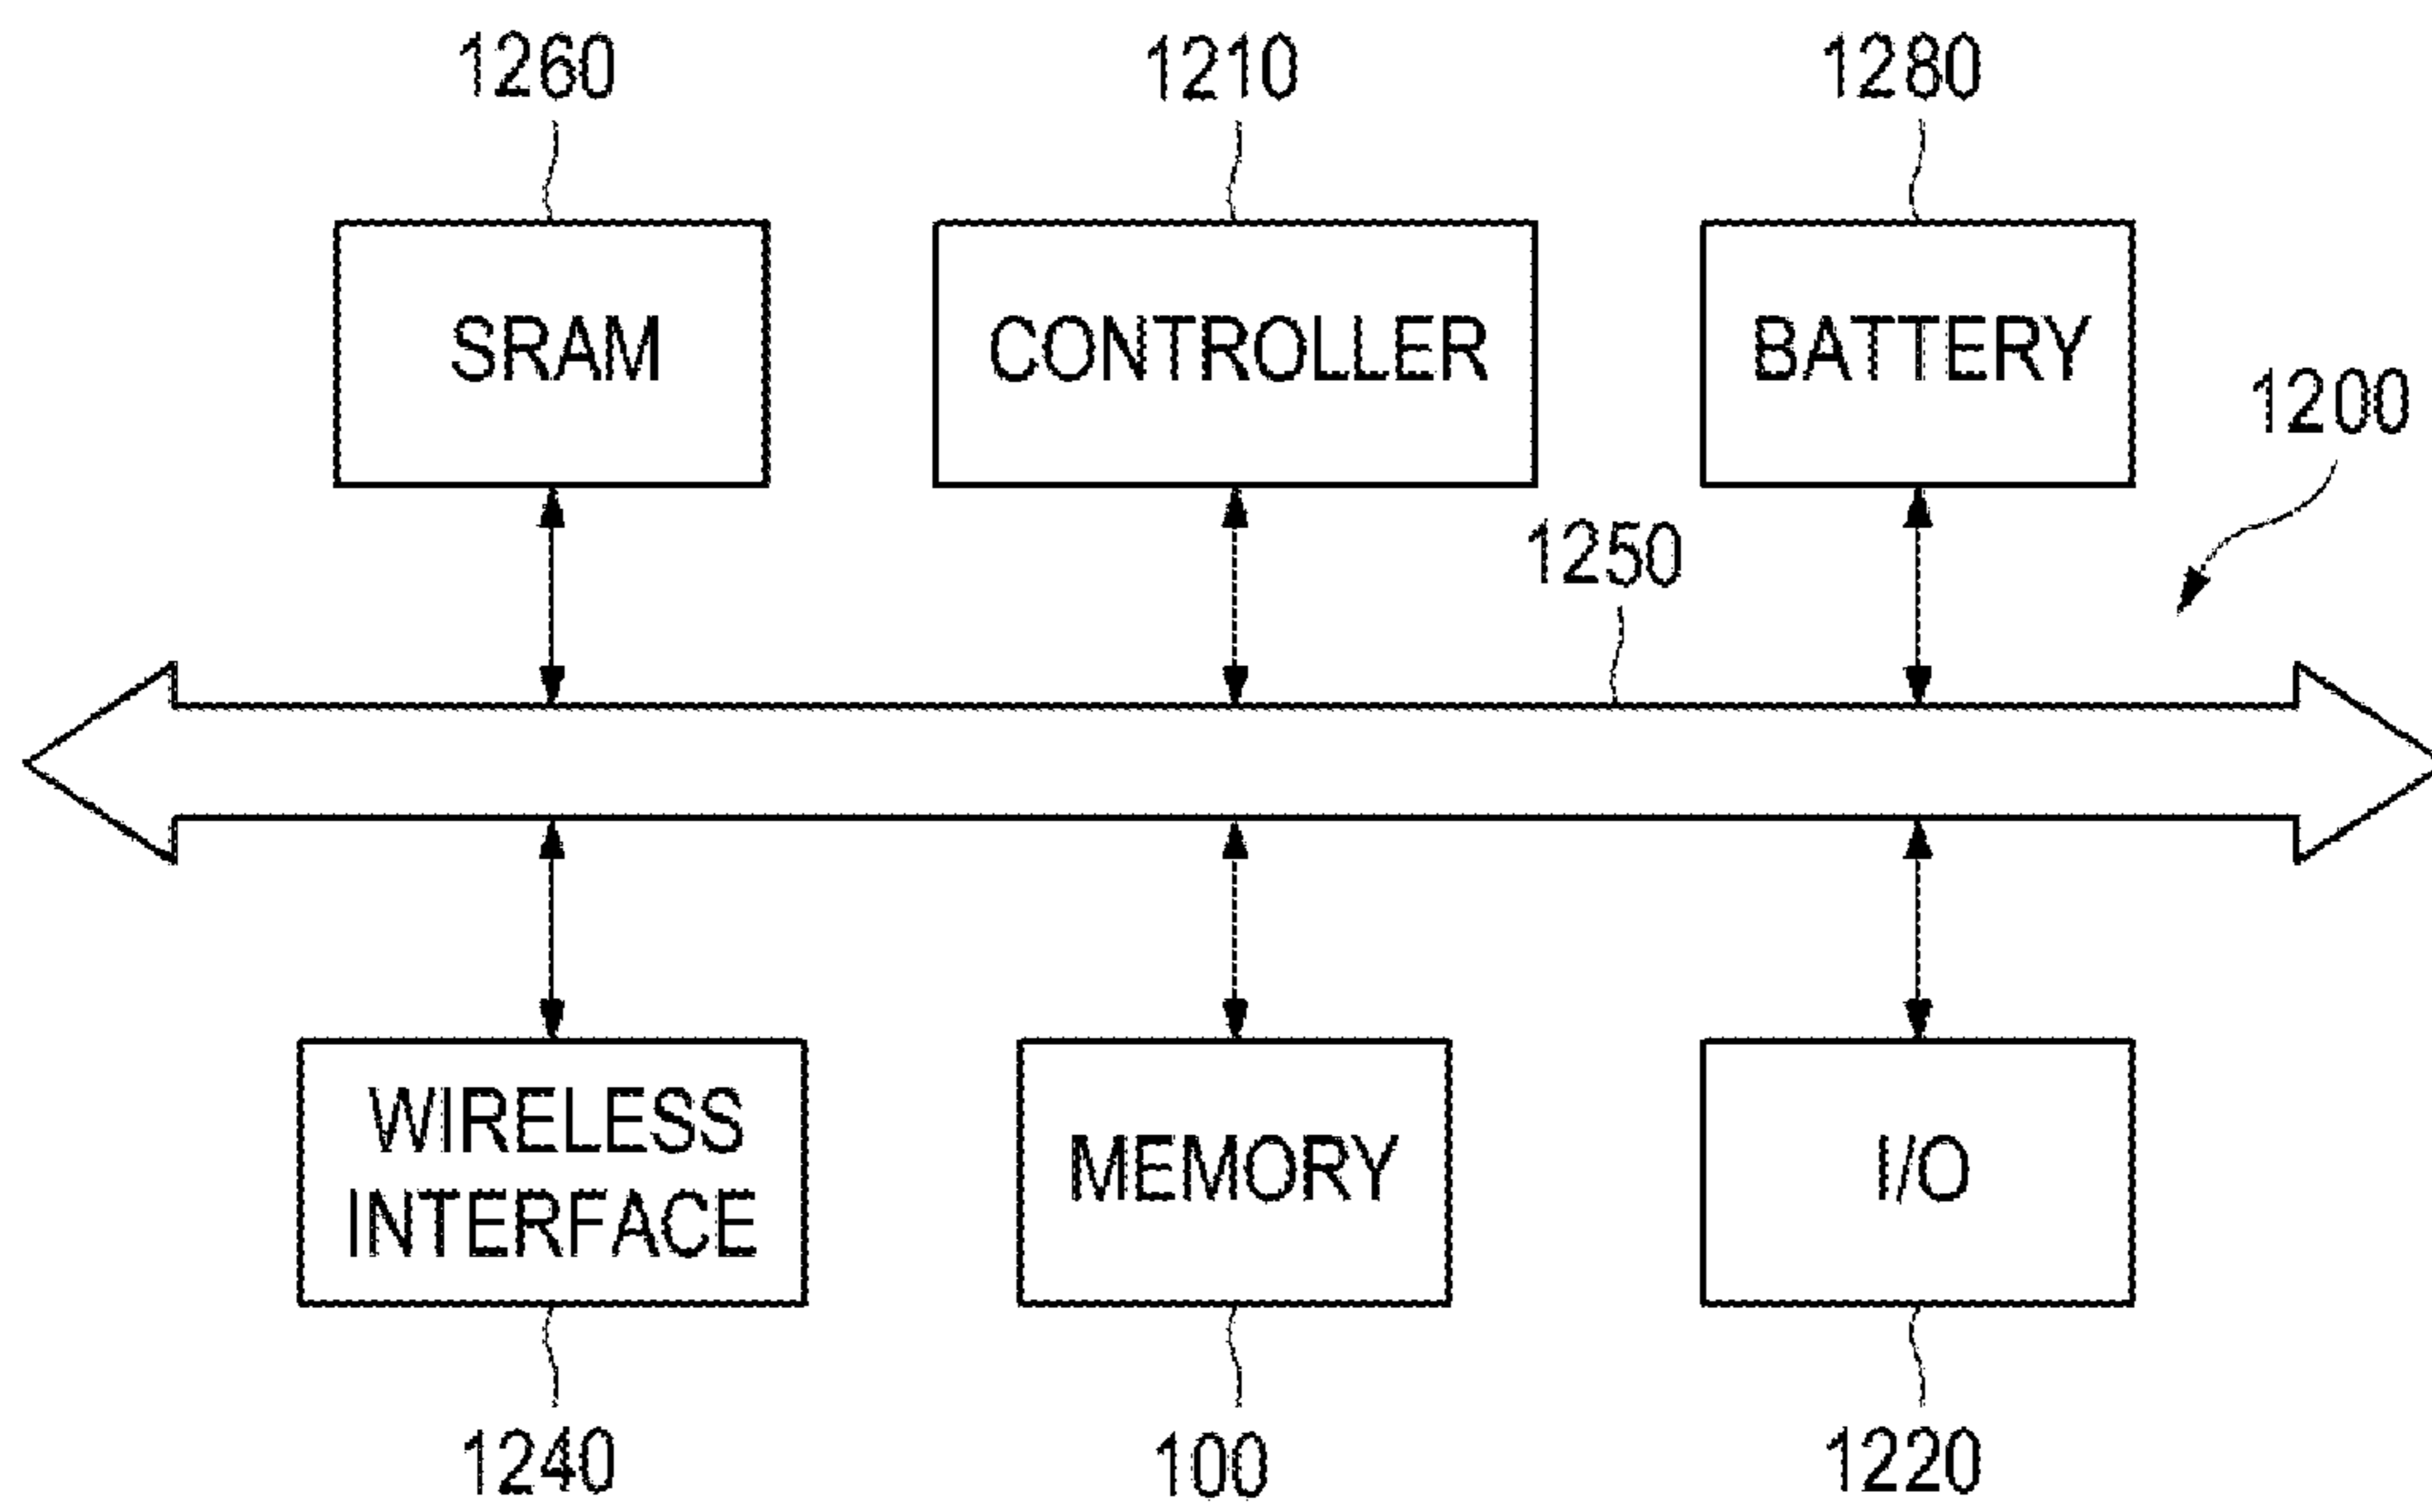 1260
1210
1280
SRAM
CONTROLLER
BATTERY
1200
1250
WIRELESS
INTERFACE
MEMORY
I/O
1240
100
1220